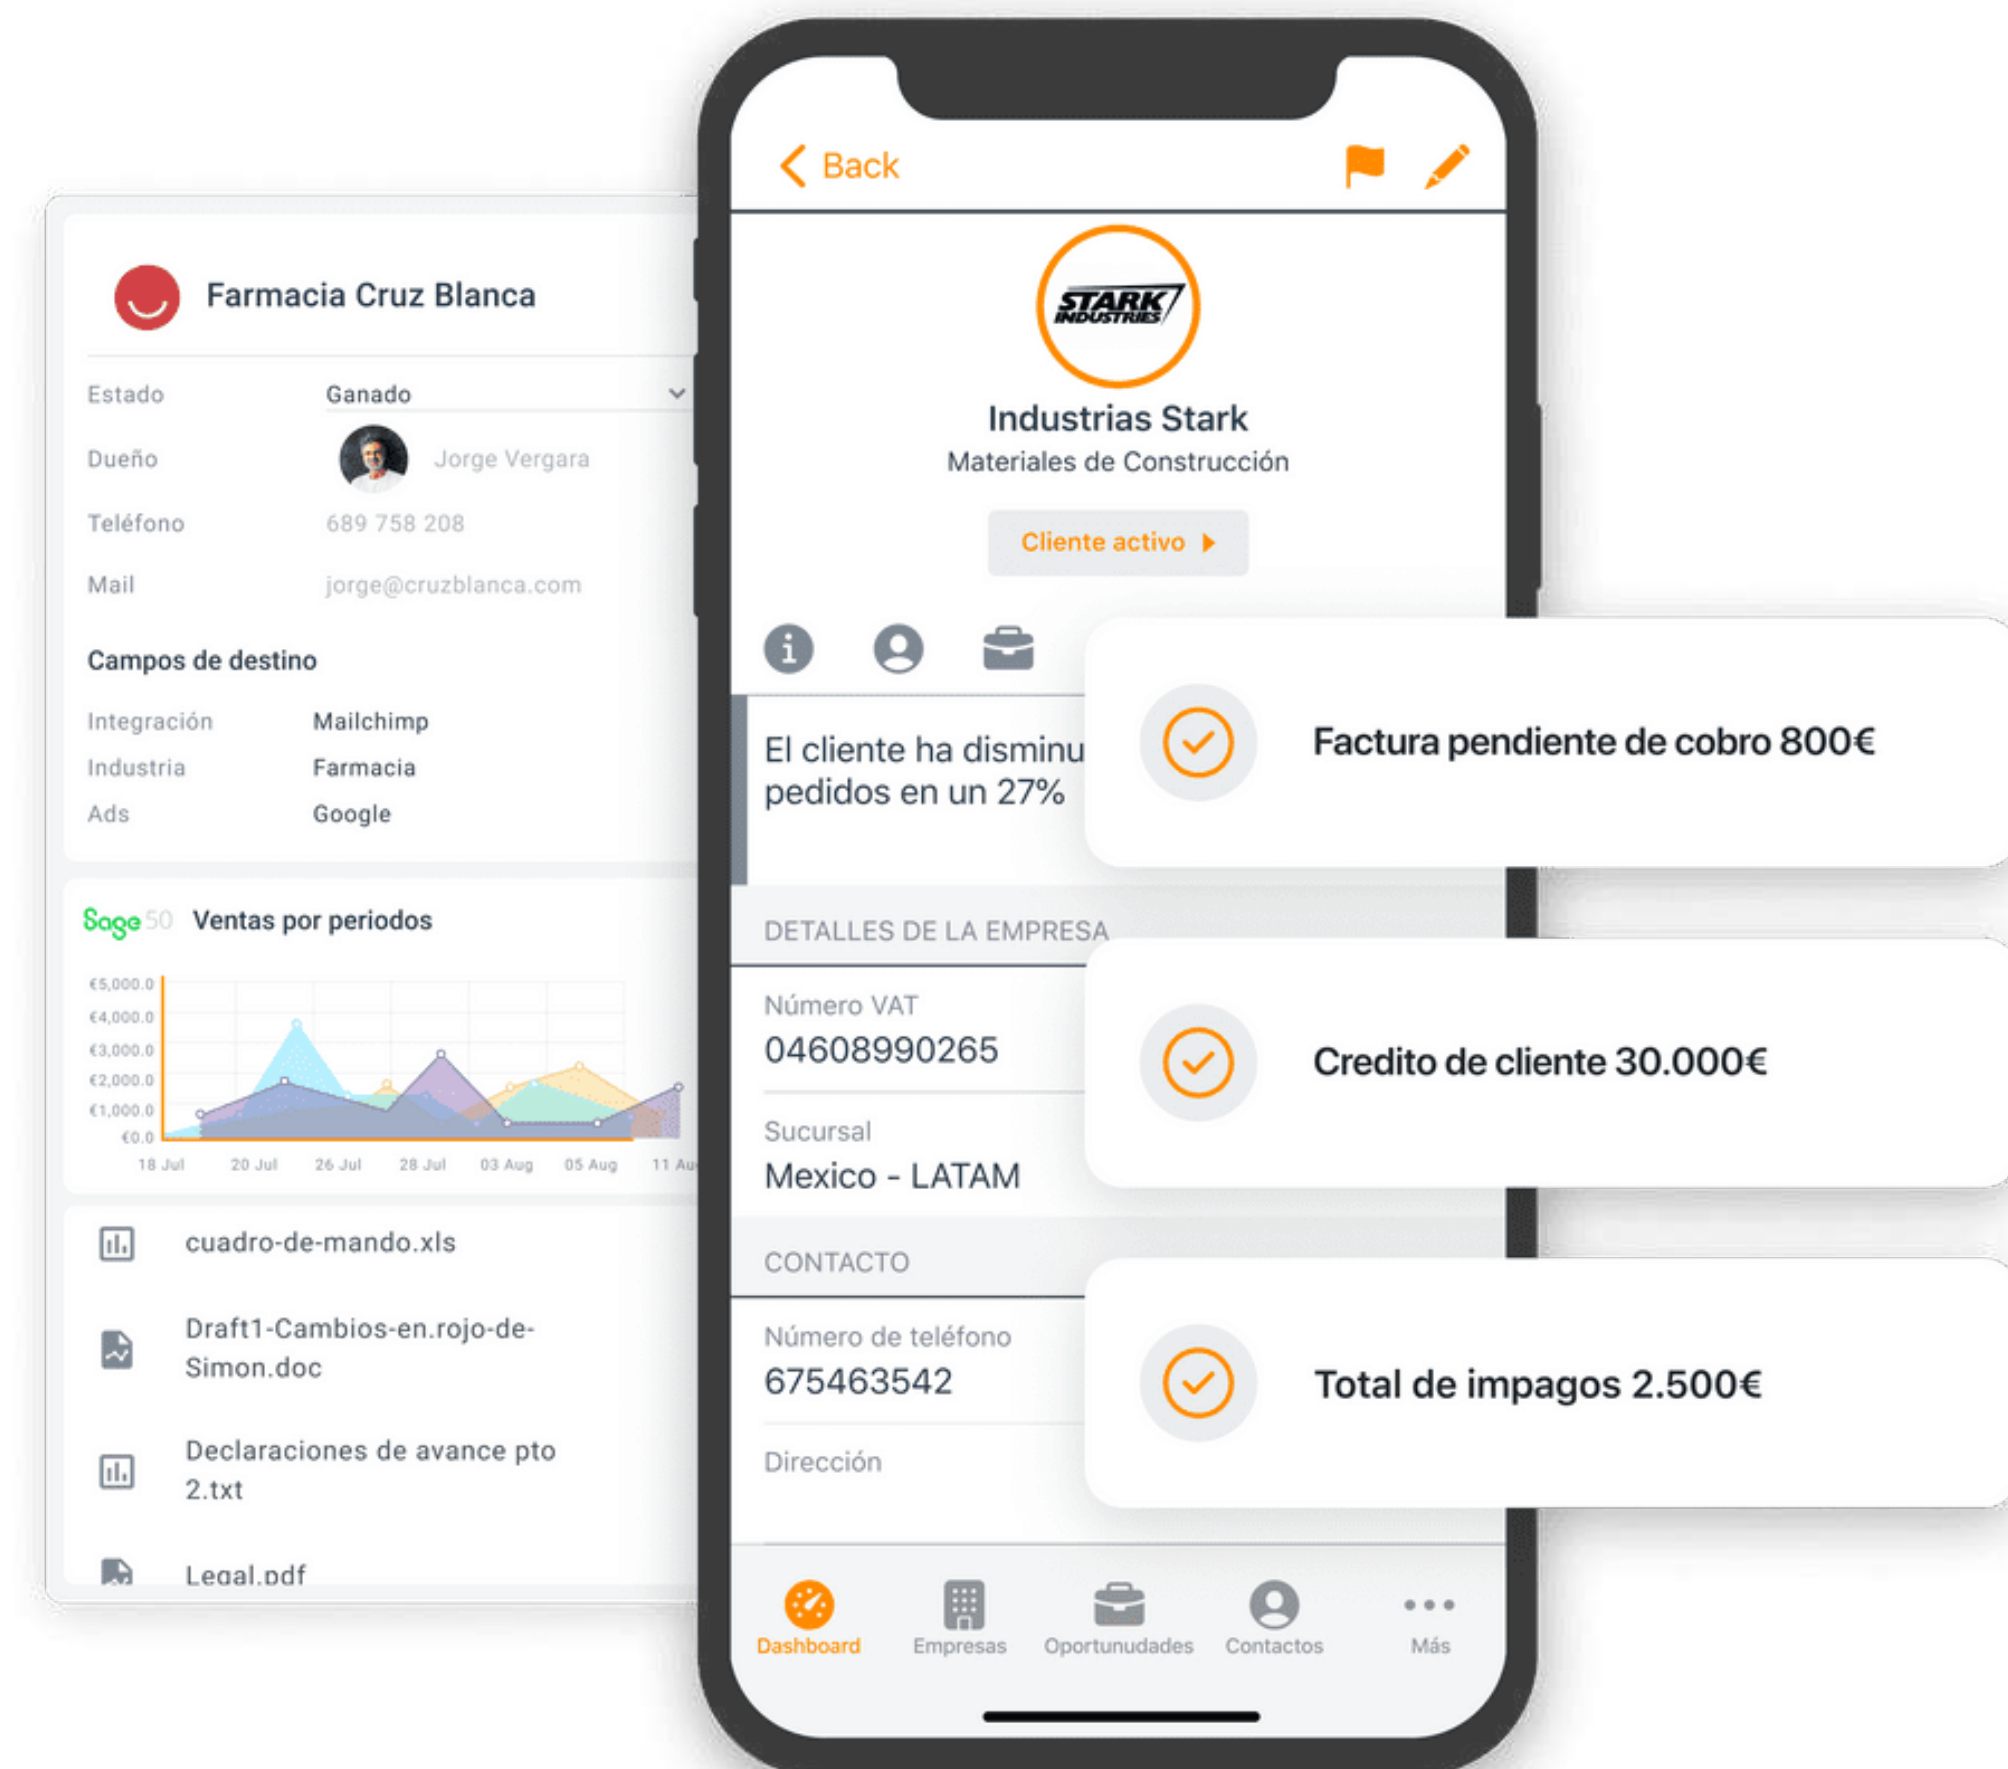 Farmacia Cruz Blanca
Estado Ganado
Dueño Jorge Vergara
Teléfono 689 758 208
Mail jorge@cruzblanca.com
Campos de destino
Integración Mailchimp
Industria Farmacia
Ads Google
Sage 50 Ventas por periodos
€5,000.0
€4,000.0
€3,000.0
€2,000.0
€1,000.0
€0.0
18 Jul 20 Jul 26 Jul 28 Jul 03 Aug 05 Aug 11 Au
cuadro-de-mando.xls
Draft1-Cambios-en.rojo-de-
Simon.doc
Declaraciones de avance pto
2.txt
Legal.pdf
Back
STARK
INDUSTRIES
Industrias Stark
Materiales de Construcción
Cliente activo
El cliente ha disminu
pedidos en un 27%
DETALLES DE LA EMPRESA
Número VAT
04608990265
Sucursal
Mexico - LATAM
CONTACTO
Número de teléfono
675463542
Dirección
Dashboard Empresas Oportunudades Contactos Más
Factura pendiente de cobro 800€
Credito de cliente 30.000€
Total de impagos 2.500€